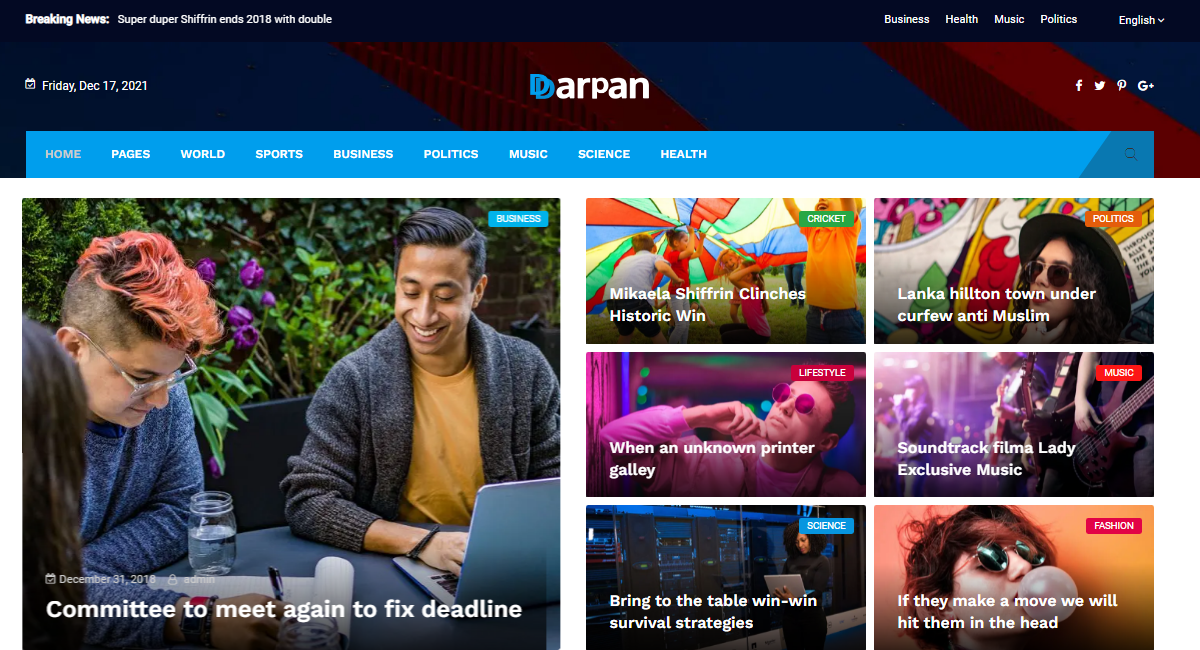 Breaking News: Super duper Shiffrin ends 2018 with double
Business Health Music Politics English
Friday, Dec 17, 2021
Darpan
HOME PAGES WORLD SPORTS BUSINESS POLITICS MUSIC SCIENCE HEALTH
BUSINESS
December 31, 2018 admin
Committee to meet again to fix deadline
CRICKET
Mikaela Shiffrin Clinches
Historic Win
POLITICS
THROUGH
Lanka hillton town under
curfew anti Muslim
LIFESTYLE
When an unknown printer
galley
MUSIC
Soundtrack filma Lady
Exclusive Music
SCIENCE
Bring to the table win-win
survival strategies
FASHION
If they make a move we will
hit them in the head